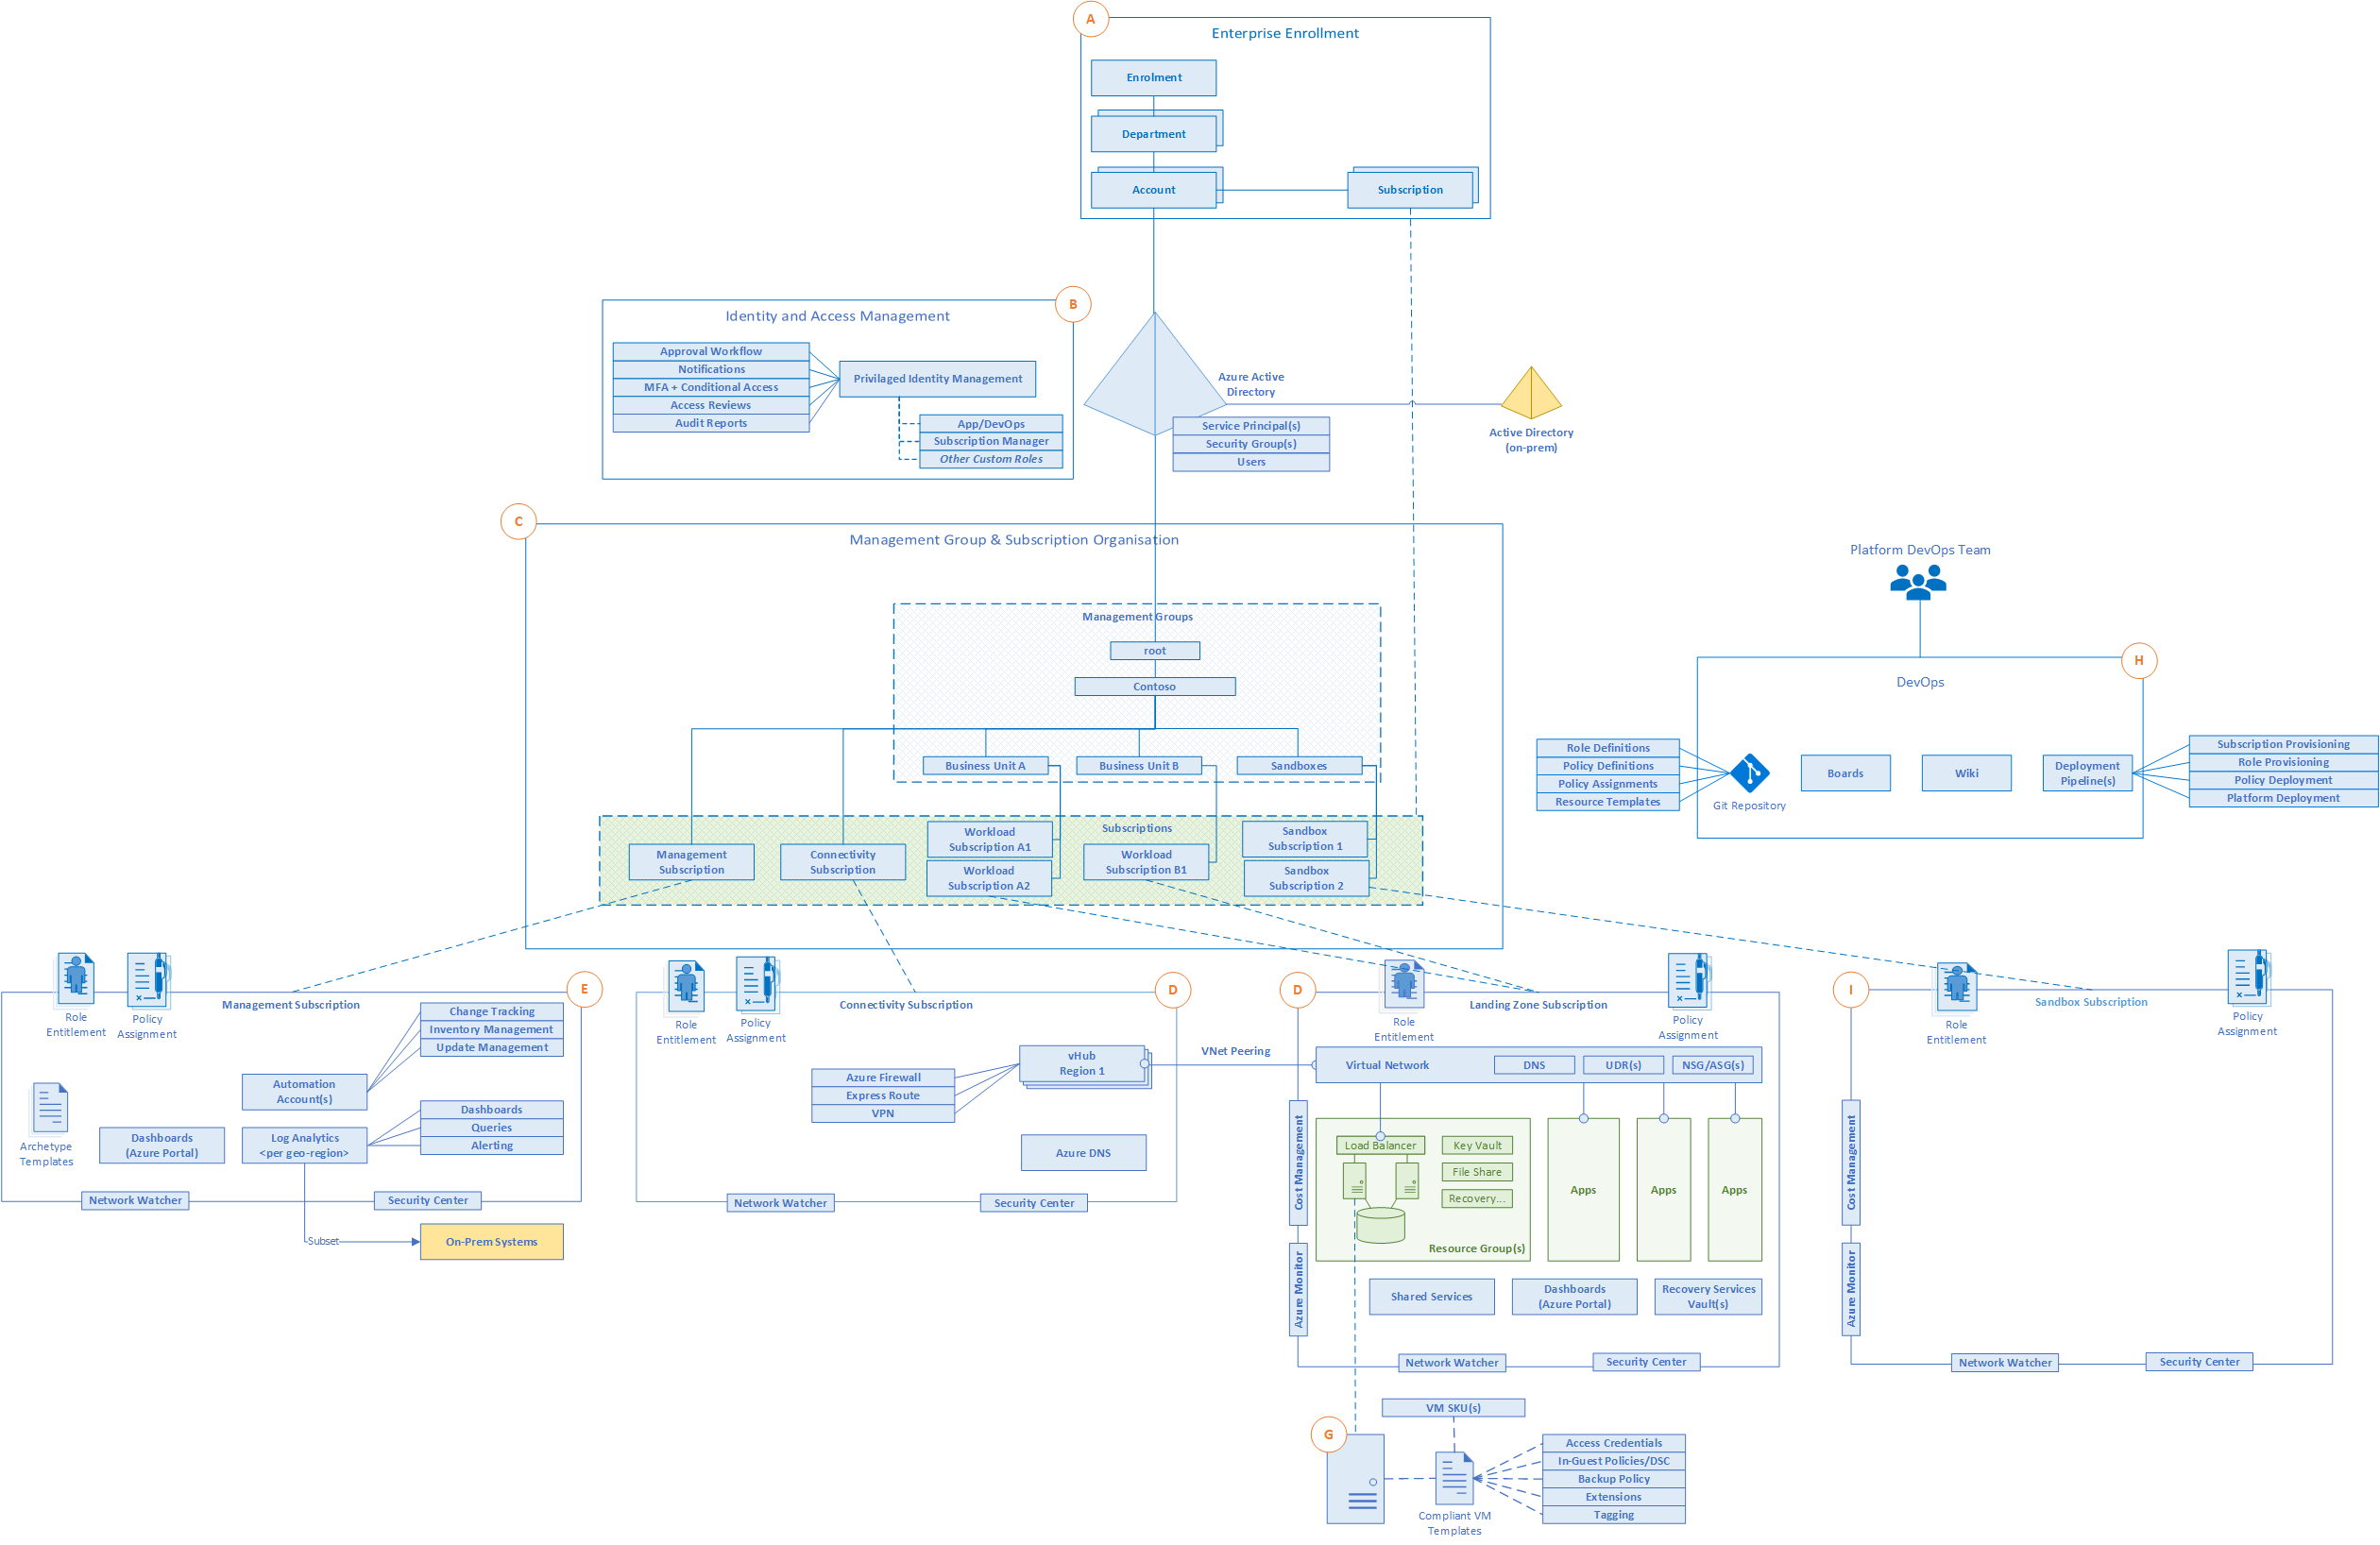 A
Enterprise Enrollment
Enrolment
Department
Account
Subscription
B
Identity and Access Management
Approval Workflow
Notifications
MFA + Conditional Access
Access Reviews
Audit Reports
Privilaged Identity Management
App/DevOps
Subscription Manager
Other Custom Roles
Azure Active
Directory
Service Principal(s)
Security Group(s)
Users
Active Directory
(on-prem)
C
Management Group & Subscription Organisation
Management Groups
root
Contoso
Business Unit A
Business Unit B
Sandboxes
Subscriptions
Management
Subscription
Connectivity
Subscription
Workload
Subscription A1
Workload
Subscription A2
Workload
Subscription B1
Sandbox
Subscription 1
Sandbox
Subscription 2
Platform DevOps Team
H
DevOps
Role Definitions
Policy Definitions
Policy Assignments
Resource Templates
Git Repository
Boards
Wiki
Deployment
Pipeline(s)
Subscription Provisioning
Role Provisioning
Policy Deployment
Platform Deployment
E
Management Subscription
Role
Entitlement
Policy
Assignment
Change Tracking
Inventory Management
Update Management
Automation
Account(s)
Archetype
Templates
Dashboards
(Azure Portal)
Log Analytics
<per geo-region>
Dashboards
Queries
Alerting
Network Watcher
Security Center
Subset
On-Prem Systems
D
Connectivity Subscription
Role
Entitlement
Policy
Assignment
vHub
Region 1
Azure Firewall
Express Route
VPN
Azure DNS
Network Watcher
Security Center
VNet Peering
D
Landing Zone Subscription
Role
Entitlement
Policy
Assignment
Virtual Network
DNS
UDR(s)
NSG/ASG(s)
Cost Management
Azure Monitor
Load Balancer
Key Vault
File Share
Recovery...
Resource Group(s)
Apps
Apps
Apps
Shared Services
Dashboards
(Azure Portal)
Recovery Services
Vault(s)
Network Watcher
Security Center
I
Sandbox Subscription
Role
Entitlement
Policy
Assignment
Cost Management
Azure Monitor
Network Watcher
Security Center
G
VM SKU(s)
Compliant VM
Templates
Access Credentials
In-Guest Policies/DSC
Backup Policy
Extensions
Tagging